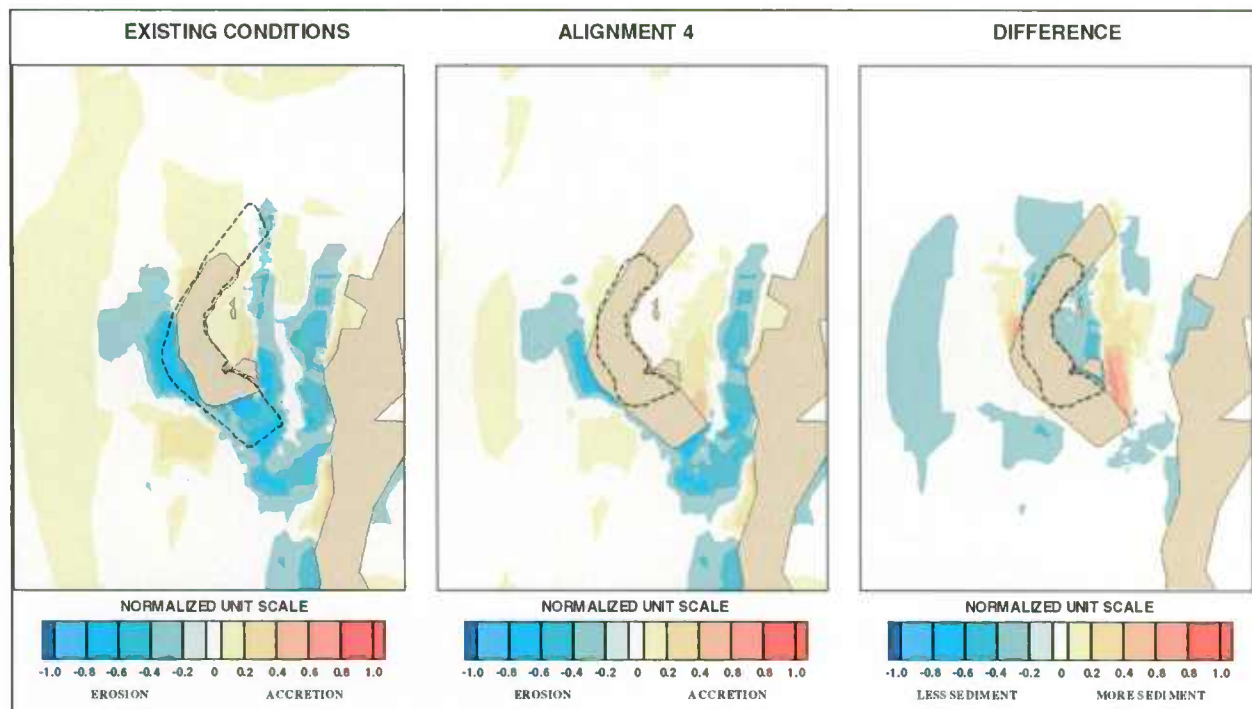 EXISTING CONDITIONS
ALIGNMENT 4
DIFFERENCE
NORMALIZED UNIT SCALE
-1.0 -0.8 -0.6 -0.4 -0.2 0 0.2 0.4 0.6 0.8 1.0
EROSION ACCRETION
NORMALIZED UNIT SCALE
-1.0 -0.8 -0.6 -0.4 -0.2 0 0.2 0.4 0.6 0.8 1.0
EROSION ACCRETION
NORMALIZED UNIT SCALE
-1.0 -0.8 -0.6 -0.4 -0.2 0 0.2 0.4 0.6 0.8 1.0
LESS SEDIMENT MORE SEDIMENT